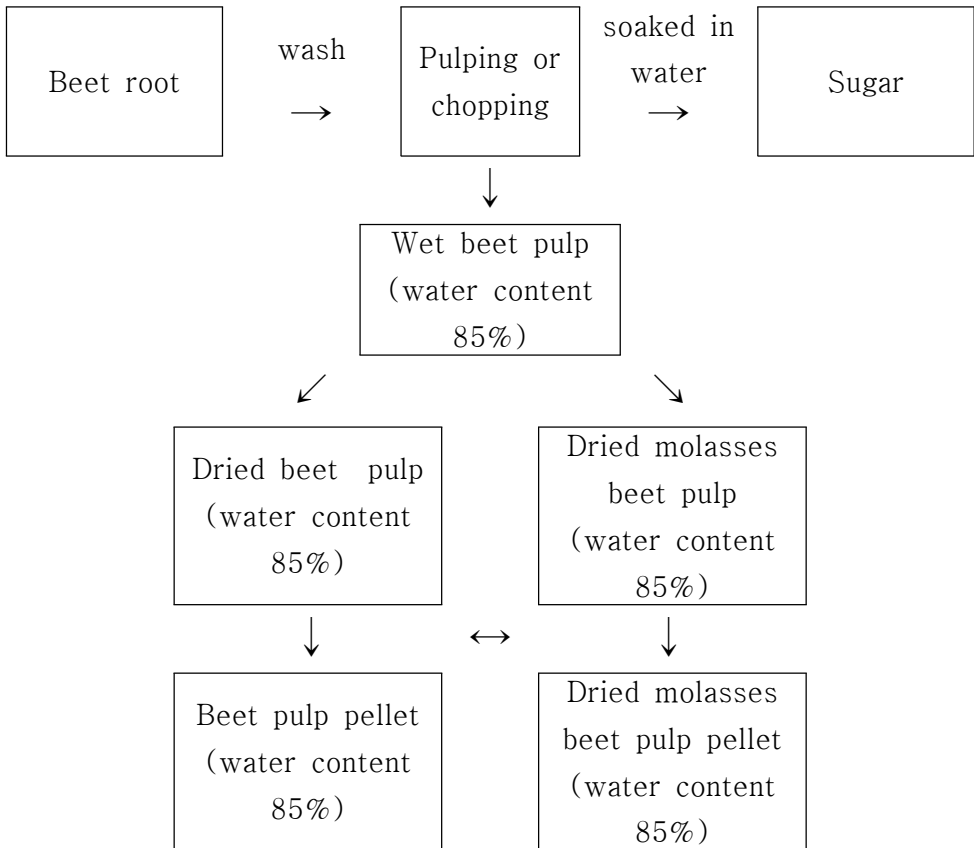 Beet root
wash
Pulping or
chopping
soaked in
water
Sugar
→
→
↓
Wet beet pulp
(water content
85%)
↙
↘
Dried beet pulp
(water content
85%)
Dried molasses
beet pulp
(water content
85%)
↓
↔
↓
Beet pulp pellet
(water content
85%)
Dried molasses
beet pulp pellet
(water content
85%)